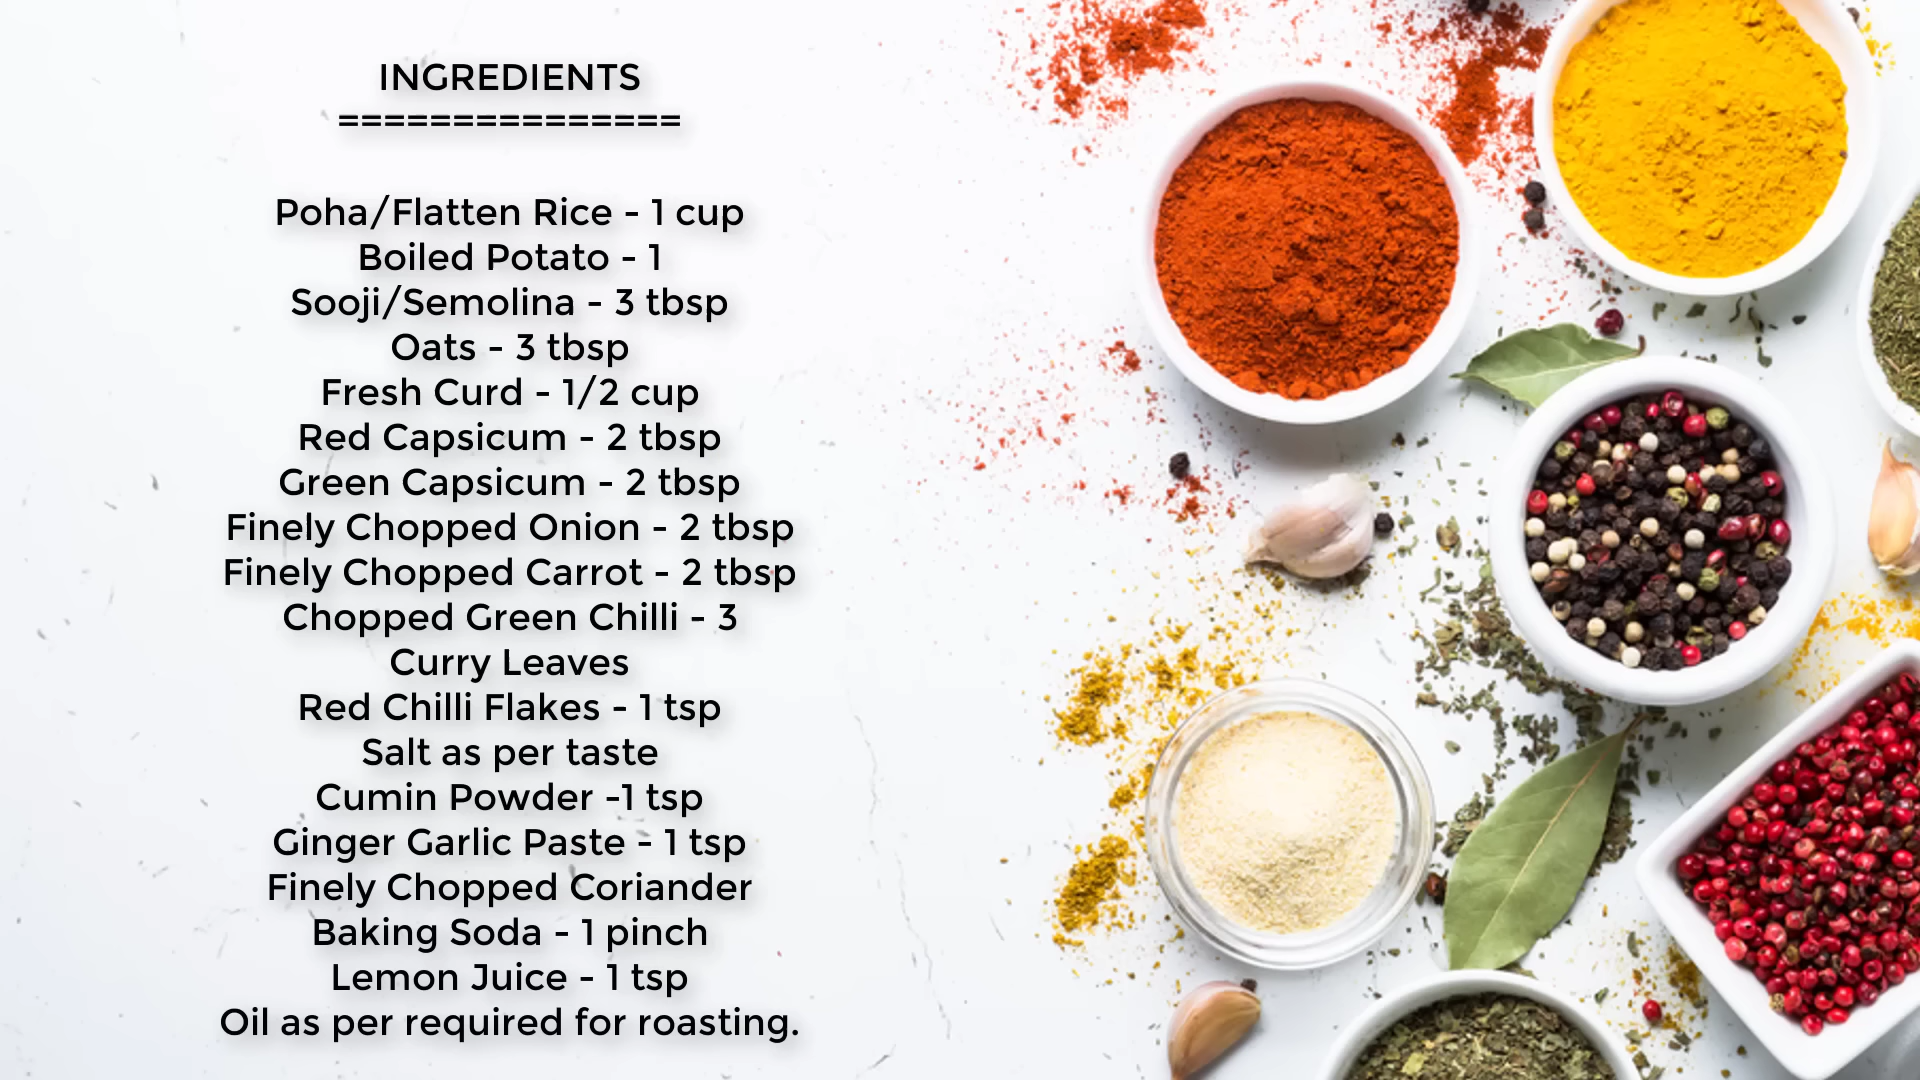 INGREDIENTS
===============
Poha/Flatten Rice - 1 cup
Boiled Potato - 1
Sooji/Semolina - 3 tbsp
Oats - 3 tbsp
Fresh Curd - 1/2 cup
Red Capsicum - 2 tbsp
Green Capsicum - 2 tbsp
Finely Chopped Onion - 2 tbsp
Finely Chopped Carrot - 2 tbsp
Chopped Green Chilli - 3
Curry Leaves
Red Chilli Flakes - 1 tsp
Salt as per taste
Cumin Powder -1 tsp
Ginger Garlic Paste - 1 tsp
Finely Chopped Coriander
Baking Soda - 1 pinch
Lemon Juice - 1 tsp
Oil as per required for roasting.